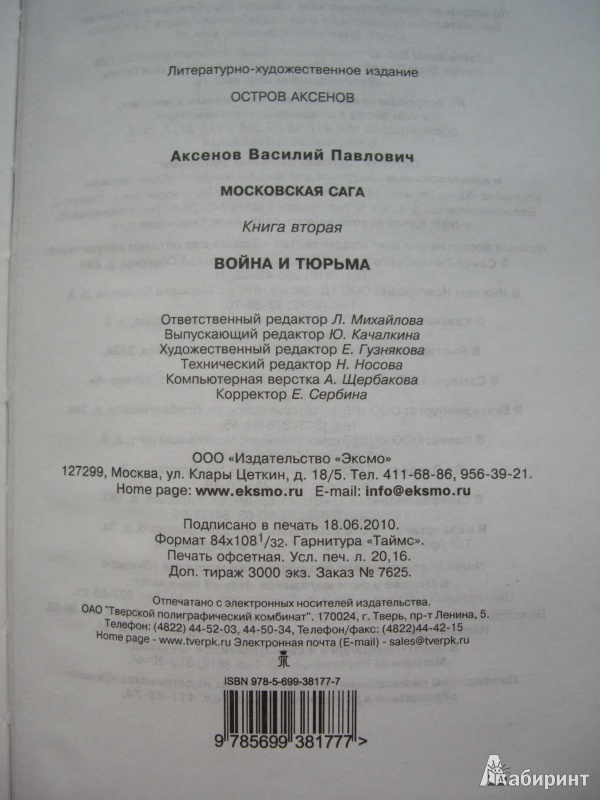 Литературно-художественное издание
ОСТРОВ АКСЕНОВ
Аксенов Василий Павлович
МОСКОВСКАЯ САГА
Книга вторая
ВОЙНА И ТЮРЬМА
Ответственный редактор Л. Михайлова
Выпускающий редактор Ю. Качалкина
Художественный редактор Е. Гузнякова
Технический редактор Н. Носова
Компьютерная верстка А. Щербакова
Корректор Е. Сербина
ООО «Издательство «Эксмо»
127299, Москва, ул. Клары Цеткин, д. 18/5. Тел. 411-68-86, 956-39-21.
Home page: www.eksmo.ru E-mail: info@eksmo.ru
Подписано в печать 18.06.2010.
Формат 84x108 1/32. Гарнитура «Таймс».
Печать офсетная. Усл. печ. л. 20,16.
Доп. тираж 3000 экз. Заказ № 7625.
Отпечатано с электронных носителей издательства.
ОАО "Тверской полиграфический комбинат". 170024, г. Тверь, пр-т Ленина, 5.
Телефон: (4822) 44-52-03, 44-50-34, Телефон/факс: (4822)44-42-15
Home page - www.tverpk.ru Электронная почта (E-mail) - sales@tverpk.ru
ISBN 978-5-699-38177-7
9 785699 381777>
Лабиринт